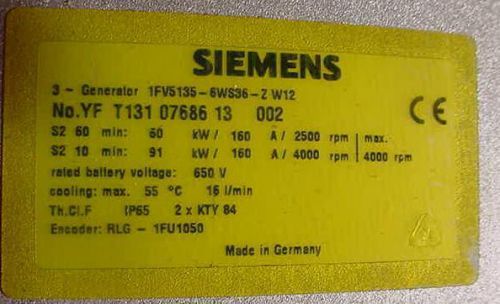 SIEMENS
3 ~ Generator 1FV5135-6WS36-Z W12
No.YF T131 07686 13 002
CE
S2 60 min: 60 kW / 160 A / 2500 rpm max.
S2 10 min: 91 kW / 160 A / 4000 rpm 4000 rpm
rated battery voltage: 650 V
cooling: max. 55 °C 16 l/min
Th.Cl.F IP65 2 x KTY 84
Encoder: RLG - 1FU1050
Made in Germany